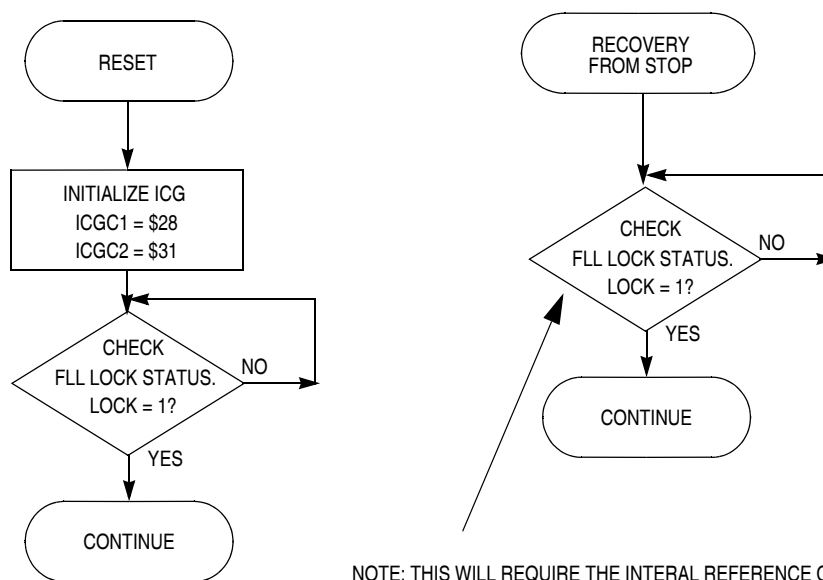 RESET
INITIALIZE ICG
ICGC1 = $28
ICGC2 = $31
CHECK
FLL LOCK STATUS.
LOCK = 1?
NO
YES
CONTINUE
RECOVERY
FROM STOP
CHECK
FLL LOCK STATUS.
LOCK = 1?
NO
YES
CONTINUE
NOTE: THIS WILL REQUIRE THE INTERAL REFERENCE